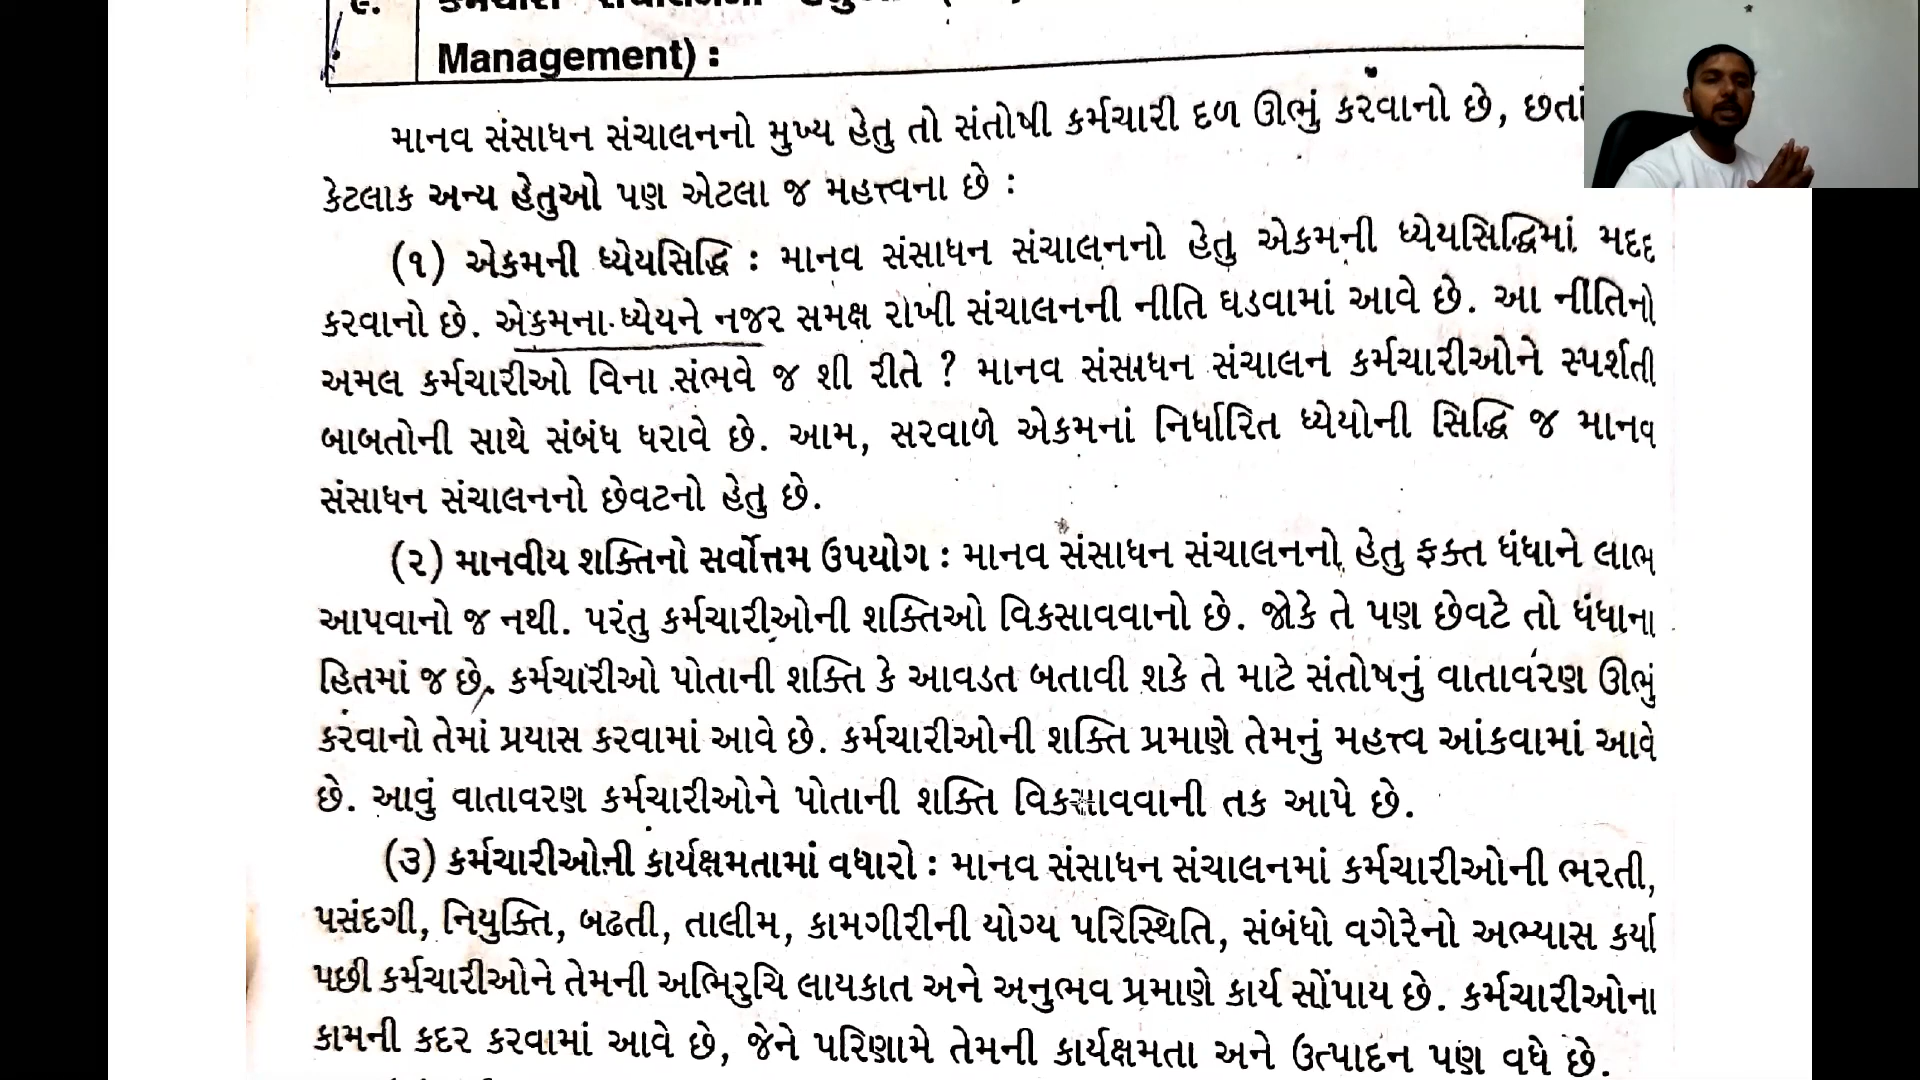 ૯.
Management) :
માનવ સંસાધન સંચાલનનો મુખ્ય હેતુ તો સંતોષી કર્મચારી દળ ઊભું કરવાનો છે, છતાં
કેટલાક અન્ય હેતુઓ પણ એટલા જ મહત્ત્વના છે :
(૧) એકમની ધ્યેયસિદ્ધિ : માનવ સંસાધન સંચાલનનો હેતુ એકમની ધ્યેયસિદ્ધિમાં મદદ
કરવાનો છે. એકમના ધ્યેયને નજર સમક્ષ રાખી સંચાલનની નીતિ ઘડવામાં આવે છે. આ નીતિનો
અમલ કર્મચારીઓ વિના સંભવે જ શી રીતે ? માનવ સંસાધન સંચાલન કર્મચારીઓને સ્પર્શતી
બાબતોની સાથે સંબંધ ધરાવે છે. આમ, સરવાળે એકમનાં નિર્ધારિત ધ્યેયોની સિદ્ધિ જ માનવ
સંસાધન સંચાલનનો છેવટનો હેતુ છે.
(૨) માનવીય શક્તિનો સર્વોત્તમ ઉપયોગ : માનવ સંસાધન સંચાલનનો હેતુ ફક્ત ધંધાને લાભ
આપવાનો જ નથી. પરંતુ કર્મચારીઓની શક્તિઓ વિકસાવવાનો છે. જોકે તે પણ છેવટે તો ધંધાના
હિતમાં જ છે. કર્મચારીઓ પોતાની શક્તિ કે આવડત બતાવી શકે તે માટે સંતોષનું વાતાવરણ ઊભું
કરવાનો તેમાં પ્રયાસ કરવામાં આવે છે. કર્મચારીઓની શક્તિ પ્રમાણે તેમનું મહત્ત્વ આંકવામાં આવે
છે. આવું વાતાવરણ કર્મચારીઓને પોતાની શક્તિ વિકસાવવાની તક આપે છે.
(૩) કર્મચારીઓની કાર્યક્ષમતામાં વધારો : માનવ સંસાધન સંચાલનમાં કર્મચારીઓની ભરતી,
પસંદગી, નિયુક્તિ, બઢતી, તાલીમ, કામગીરીની યોગ્ય પરિસ્થિતિ, સંબંધો વગેરેનો અભ્યાસ કર્યા
પછી કર્મચારીઓને તેમની અભિરુચિ લાયકાત અને અનુભવ પ્રમાણે કાર્ય સોંપાય છે. કર્મચારીઓના
કામની કદર કરવામાં આવે છે, જેને પરિણામે તેમની કાર્યક્ષમતા અને ઉત્પાદન પણ વધે છે.